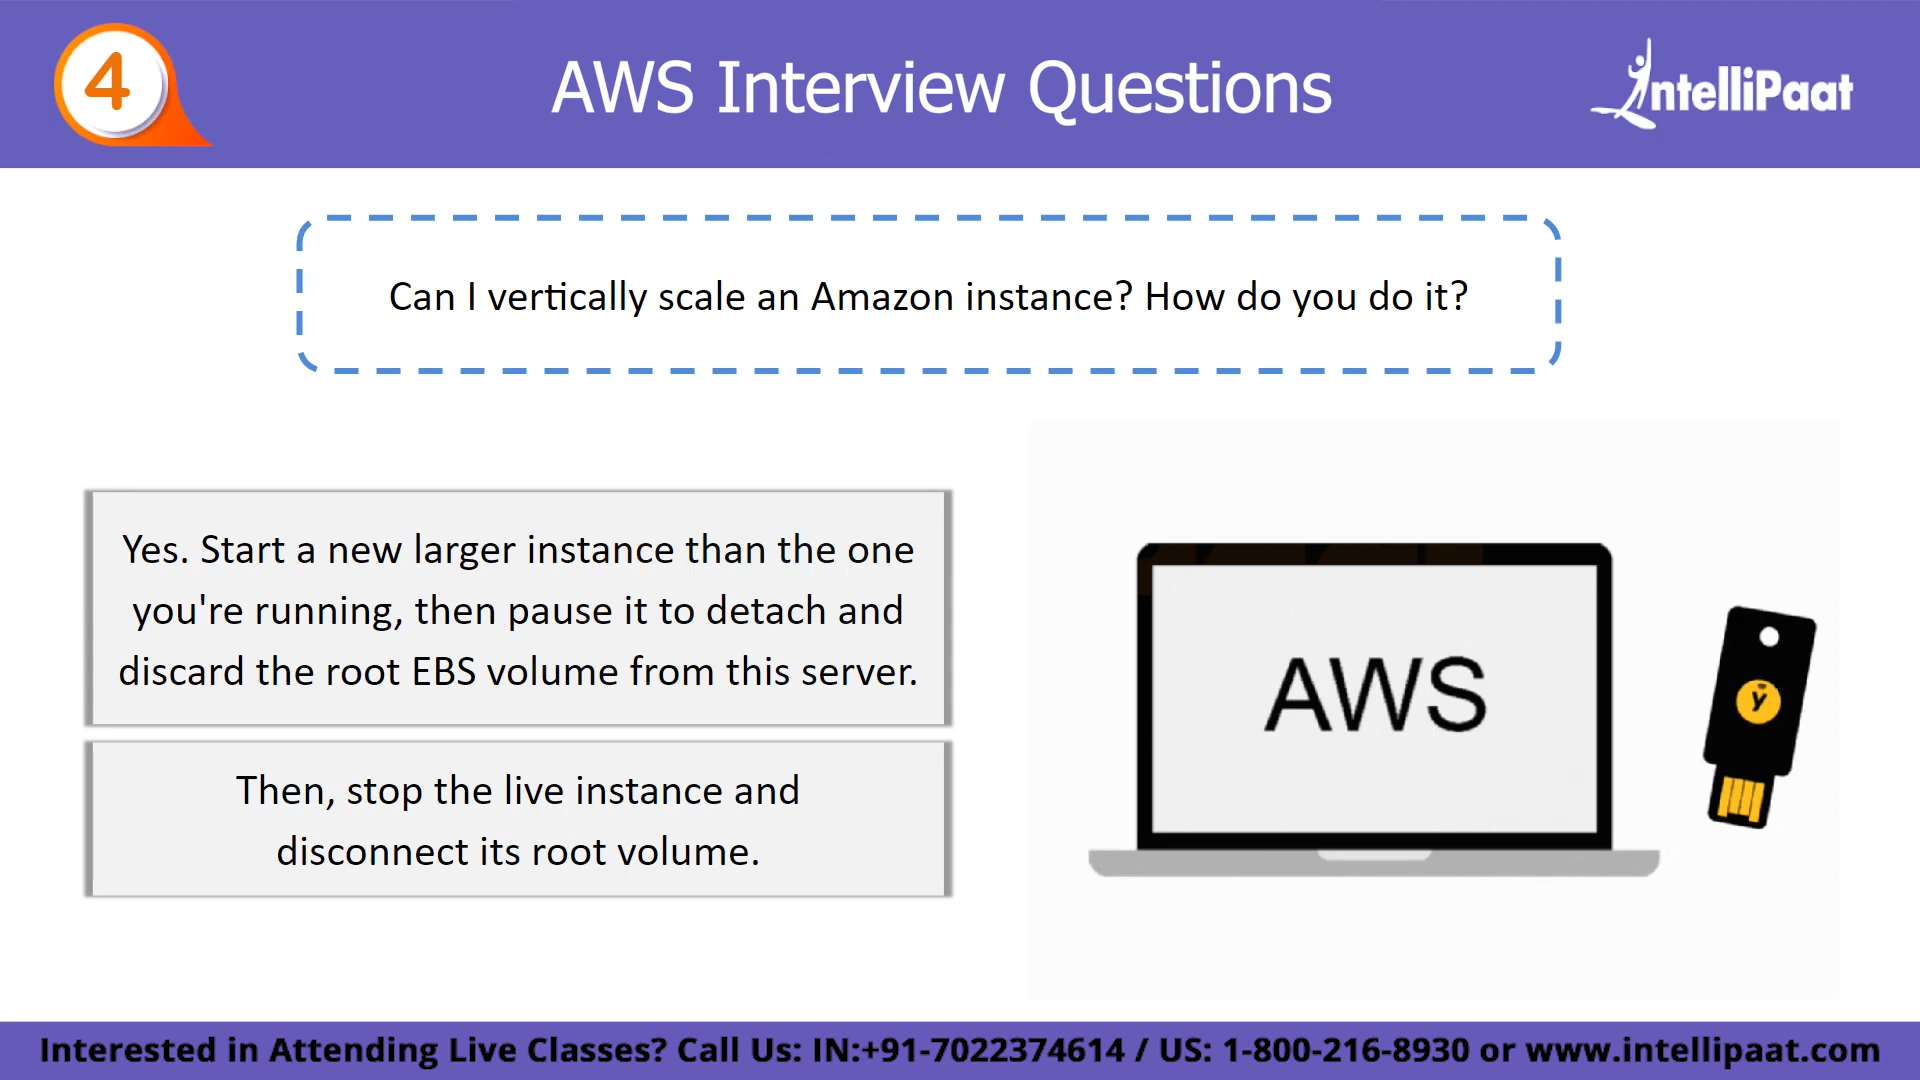 4
AWS Interview Questions
IntelliPaat
Can I vertically scale an Amazon instance? How do you do it?
Yes. Start a new larger instance than the one
you're running, then pause it to detach and
discard the root EBS volume from this server.
Then, stop the live instance and
disconnect its root volume.
AWS
y
Interested in Attending Live Classes? Call Us: IN:+91-7022374614 / US: 1-800-216-8930 or www.intellipaat.com